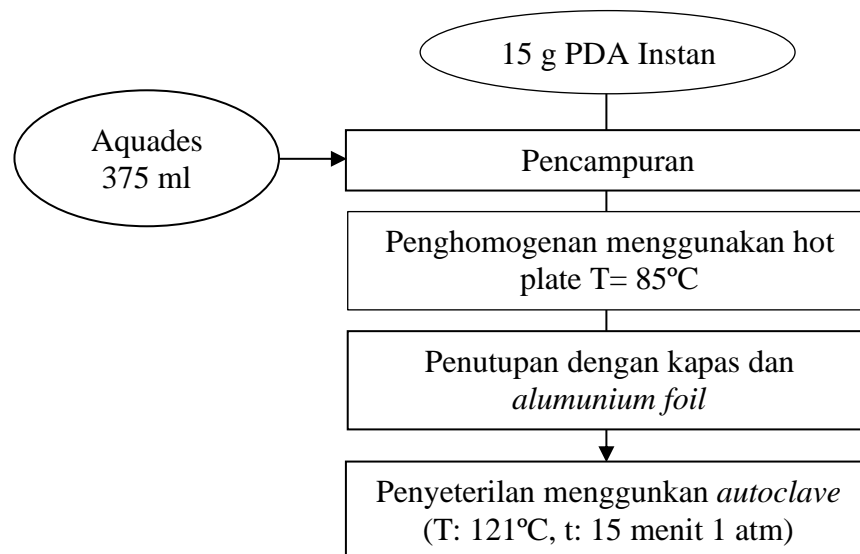 15 g PDA Instan
Aquades
375 ml
Pencampuran
Penghomogenan menggunakan hot
plate T= 85ºC
Penutupan dengan kapas dan
alumunium foil
Penyeterilan menggunkan autoclave
(T: 121ºC, t: 15 menit 1 atm)